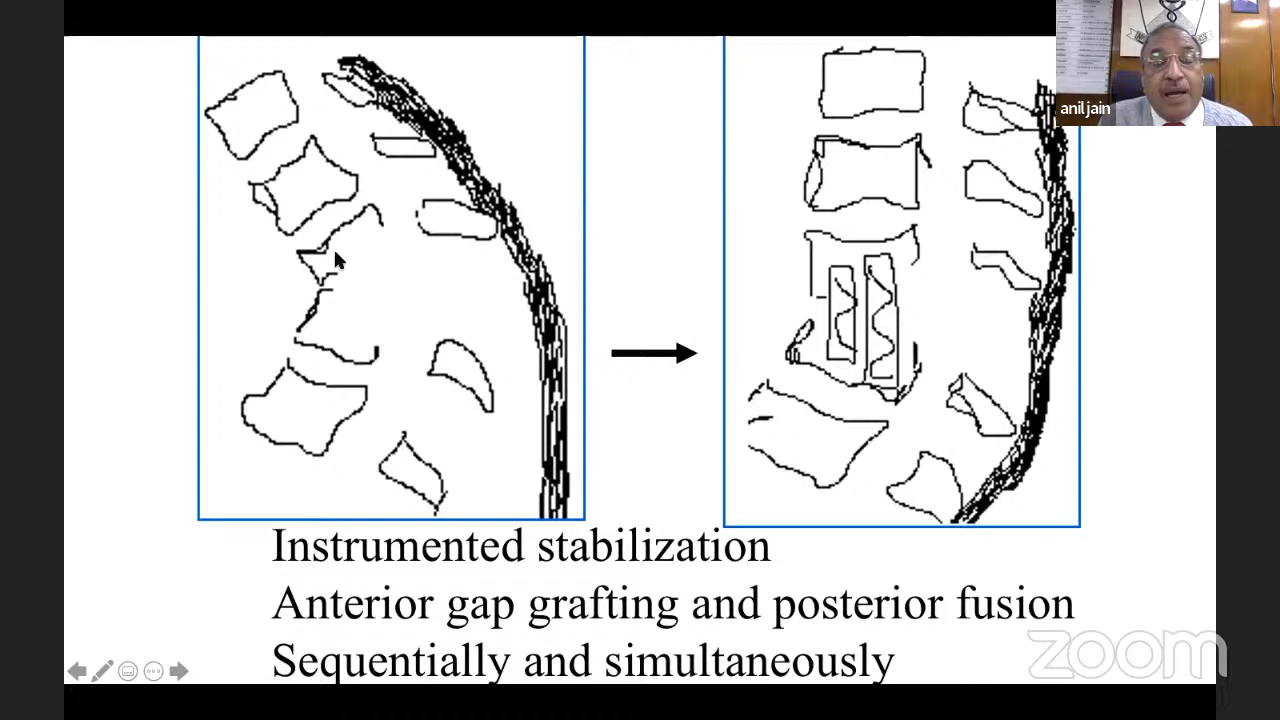 anil jain
Instrumented stabilization
Anterior gap grafting and posterior fusion
Sequentially and simultaneously
zoom